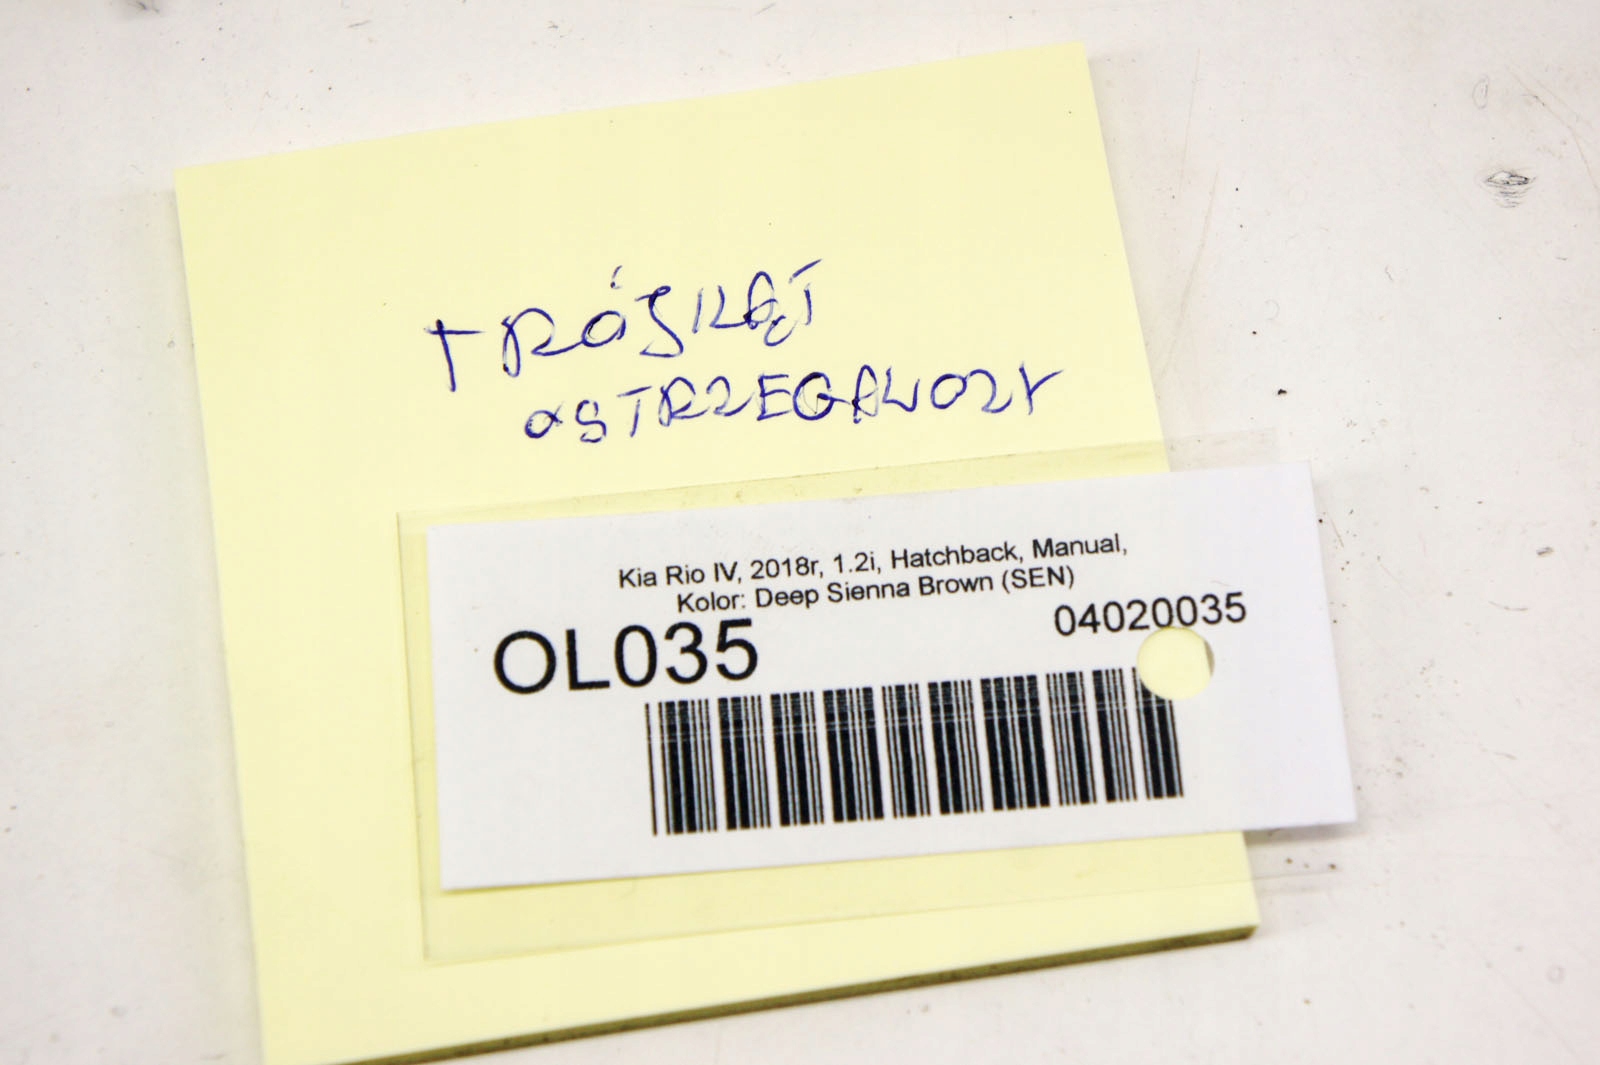 TRÓJKĄT
OSTRZEGAWCZY
Kia Rio IV, 2018r, 1.2i, Hatchback, Manual,
Kolor: Deep Sienna Brown (SEN)
OL035
04020035